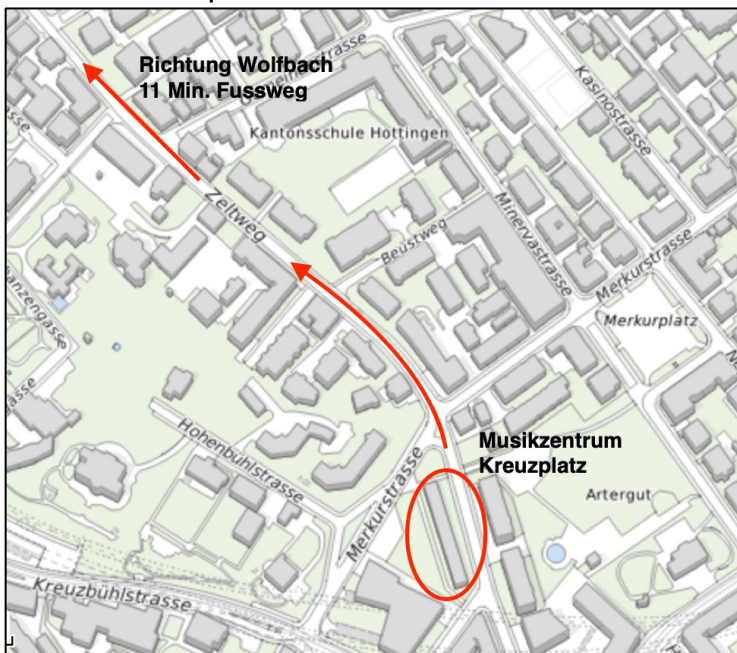 Richtung Wolfbach
11 Min. Fussweg
Kantonsschule Hottingen
Kasinostrasse
Zeltweg
Beustweg
Minervastrasse
Merkurstrasse
Merkurplatz
Hohenbühlstrasse
Merkurstrasse
Musikzentrum
Kreuzplatz
Artergut
Kreuzbühlstrasse